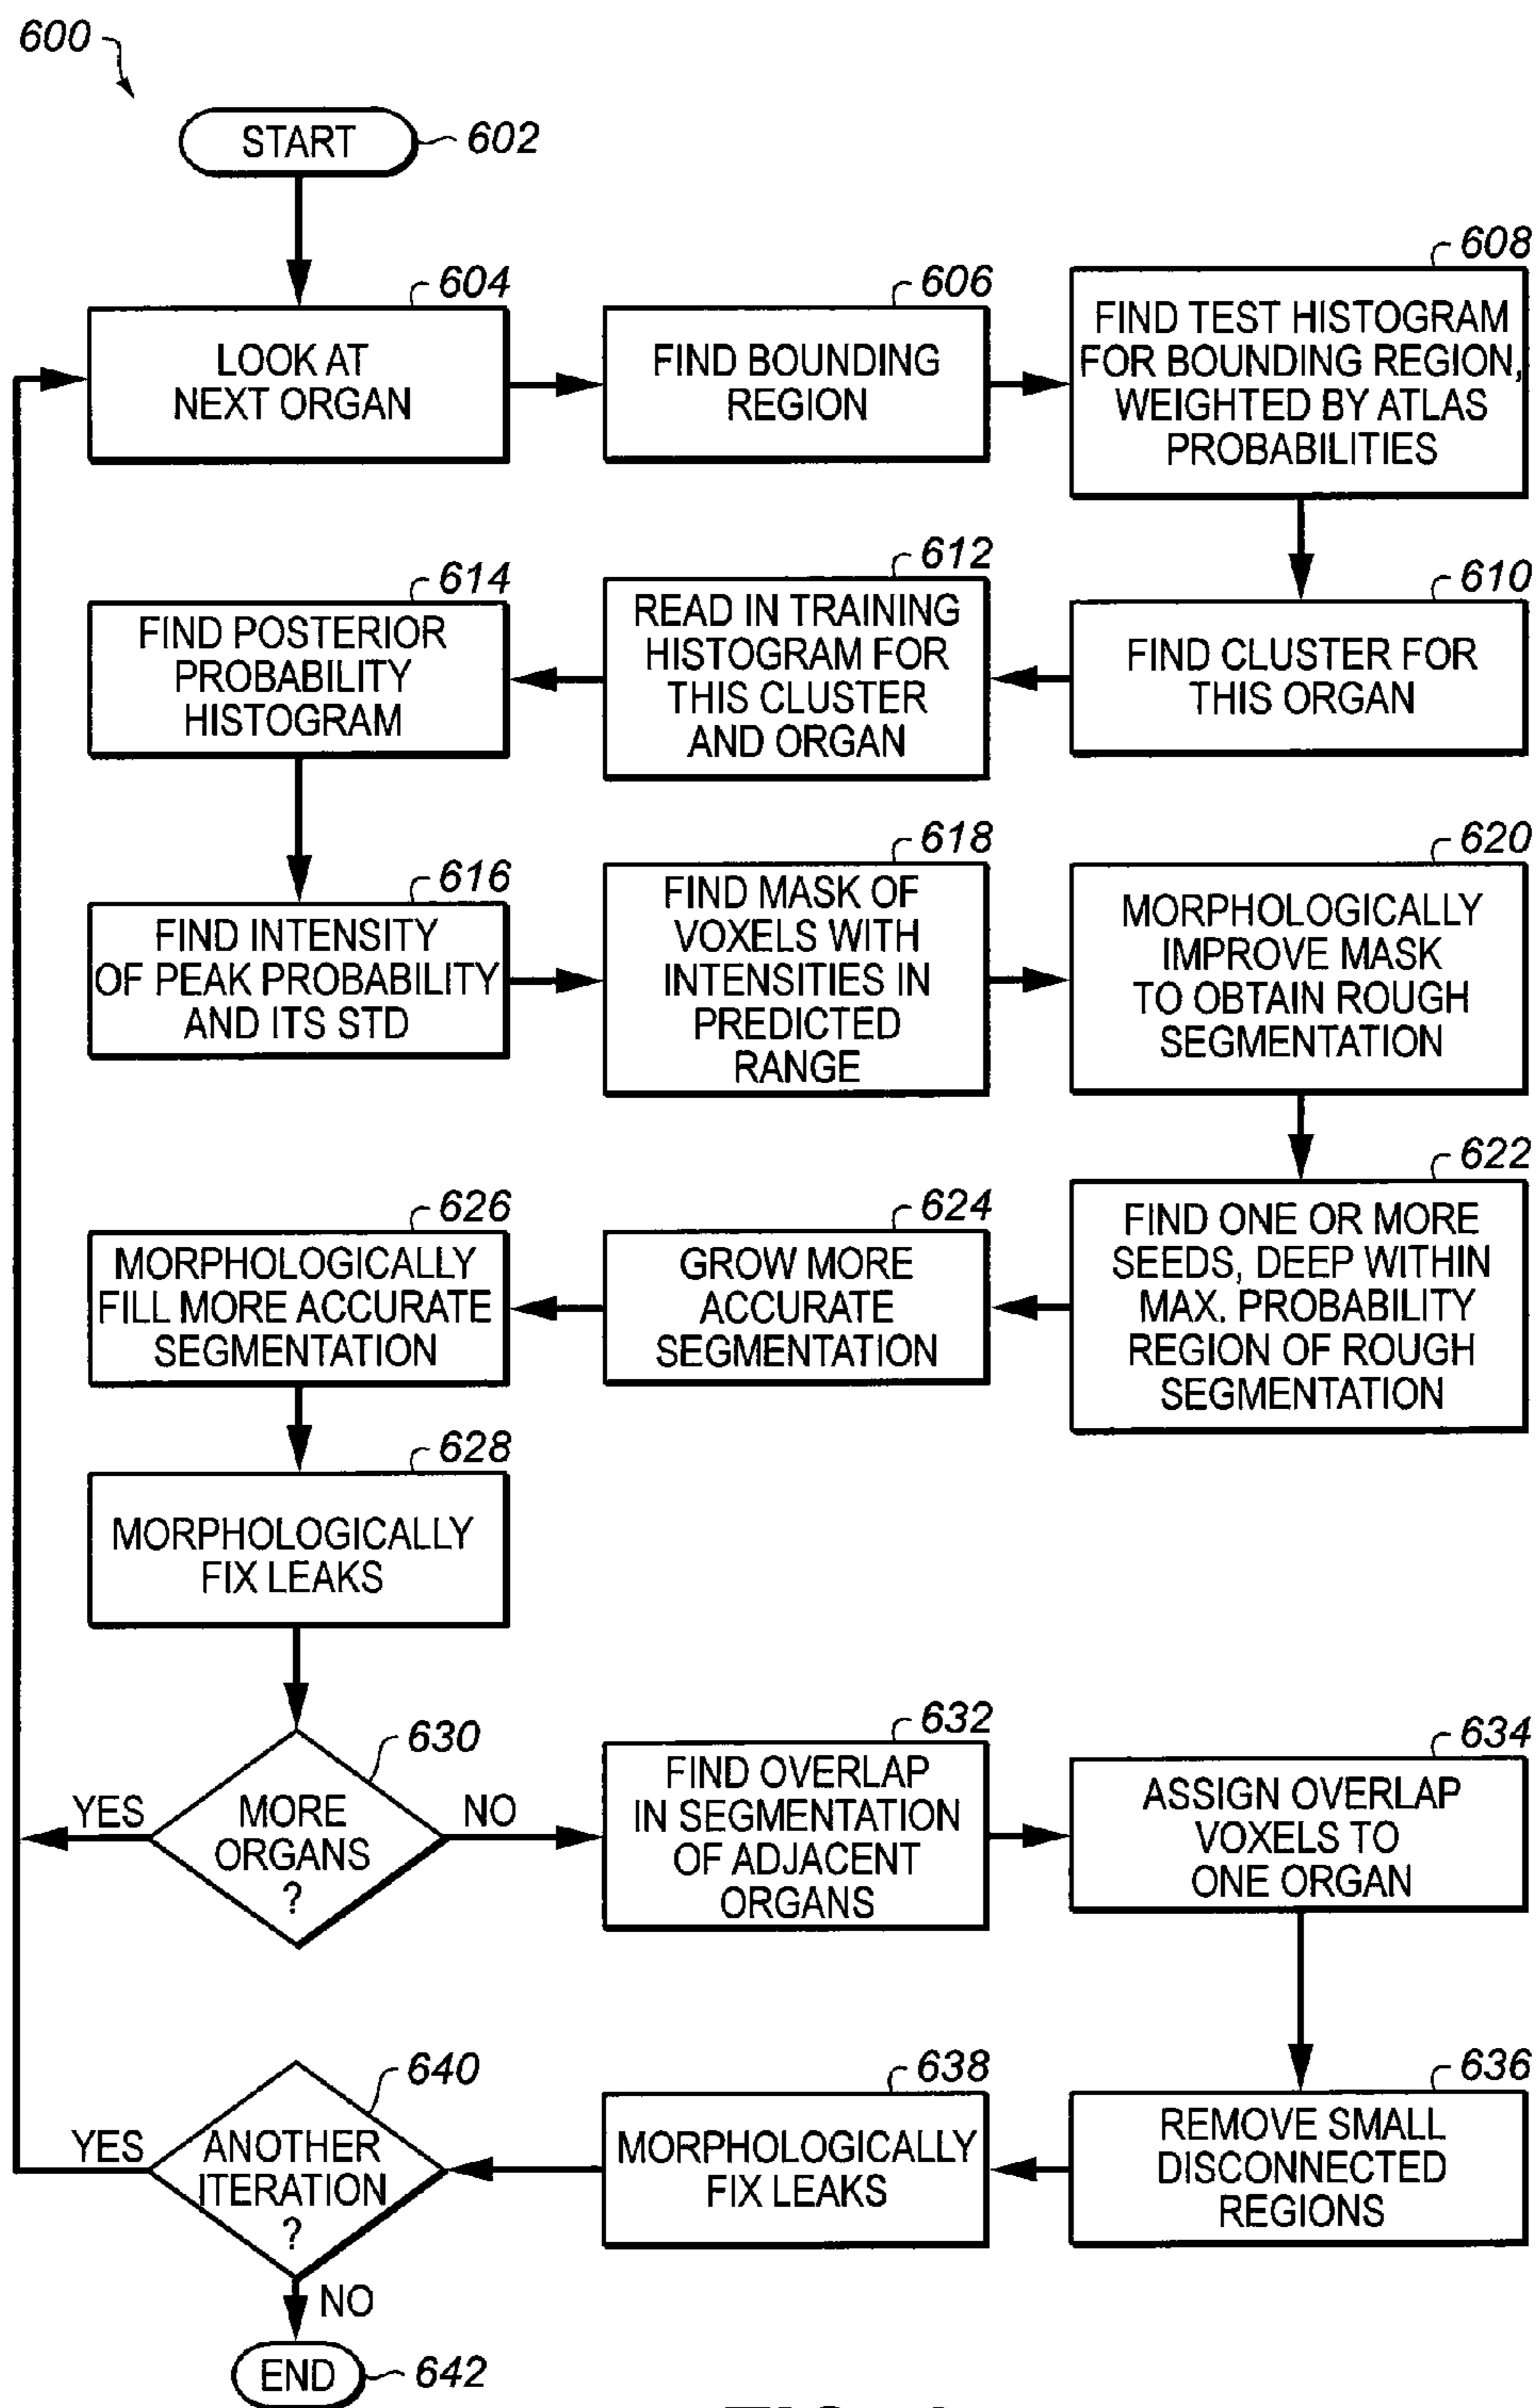 600
START
602
604
LOOK AT
NEXT ORGAN
606
FIND BOUNDING
REGION
608
FIND TEST HISTOGRAM
FOR BOUNDING REGION,
WEIGHTED BY ATLAS
PROBABILITIES
610
FIND CLUSTER FOR
THIS ORGAN
612
READ IN TRAINING
HISTOGRAM FOR
THIS CLUSTER
AND ORGAN
614
FIND POSTERIOR
PROBABILITY
HISTOGRAM
616
FIND INTENSITY
OF PEAK PROBABILITY
AND ITS STD
618
FIND MASK OF
VOXELS WITH
INTENSITIES IN
PREDICTED
RANGE
620
MORPHOLOGICALLY
IMPROVE MASK
TO OBTAIN ROUGH
SEGMENTATION
622
FIND ONE OR MORE
SEEDS, DEEP WITHIN
MAX. PROBABILITY
REGION OF ROUGH
SEGMENTATION
624
GROW MORE
ACCURATE
SEGMENTATION
626
MORPHOLOGICALLY
FILL MORE ACCURATE
SEGMENTATION
628
MORPHOLOGICALLY
FIX LEAKS
630
MORE
ORGANS
?
YES
NO
632
FIND OVERLAP
IN SEGMENTATION
OF ADJACENT
ORGANS
634
ASSIGN OVERLAP
VOXELS TO
ONE ORGAN
636
REMOVE SMALL
DISCONNECTED
REGIONS
638
MORPHOLOGICALLY
FIX LEAKS
640
ANOTHER
ITERATION
?
YES
NO
END
642